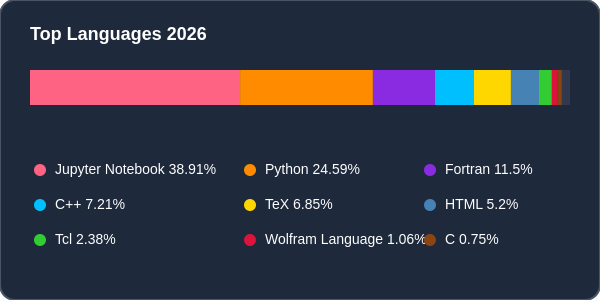 Top Languages 2026
Jupyter Notebook 38.91% Python 24.59% Fortran 11.5%
C++ 7.21% TeX 6.85% HTML 5.2%
Tcl 2.38% Wolfram Language 1.06% C 0.75%